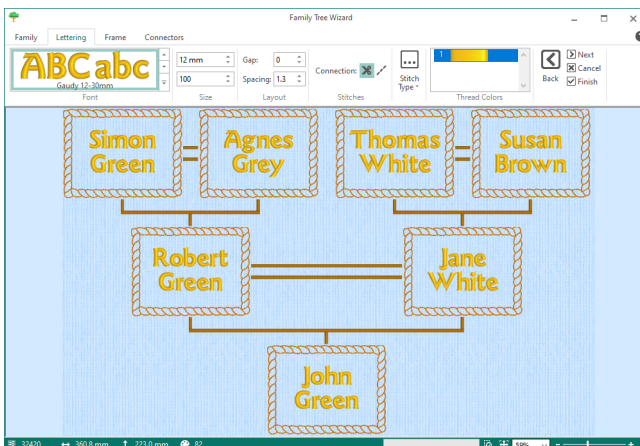 Family Tree Wizard
Family Lettering Frame Connectors
ABC abc
Gaudy 12-30mm
Font
12 mm
100
Size
Gap: 0
Spacing: 1.3
Layout
Connection:
Stitches
Stitch
Type
1
Thread Colors
Back
Next
Cancel
Finish
Simon
Green
Agnes
Grey
Thomas
White
Susan
Brown
Robert
Green
Jane
White
John
Green
32420 360.8 mm 223.0 mm 82 59%